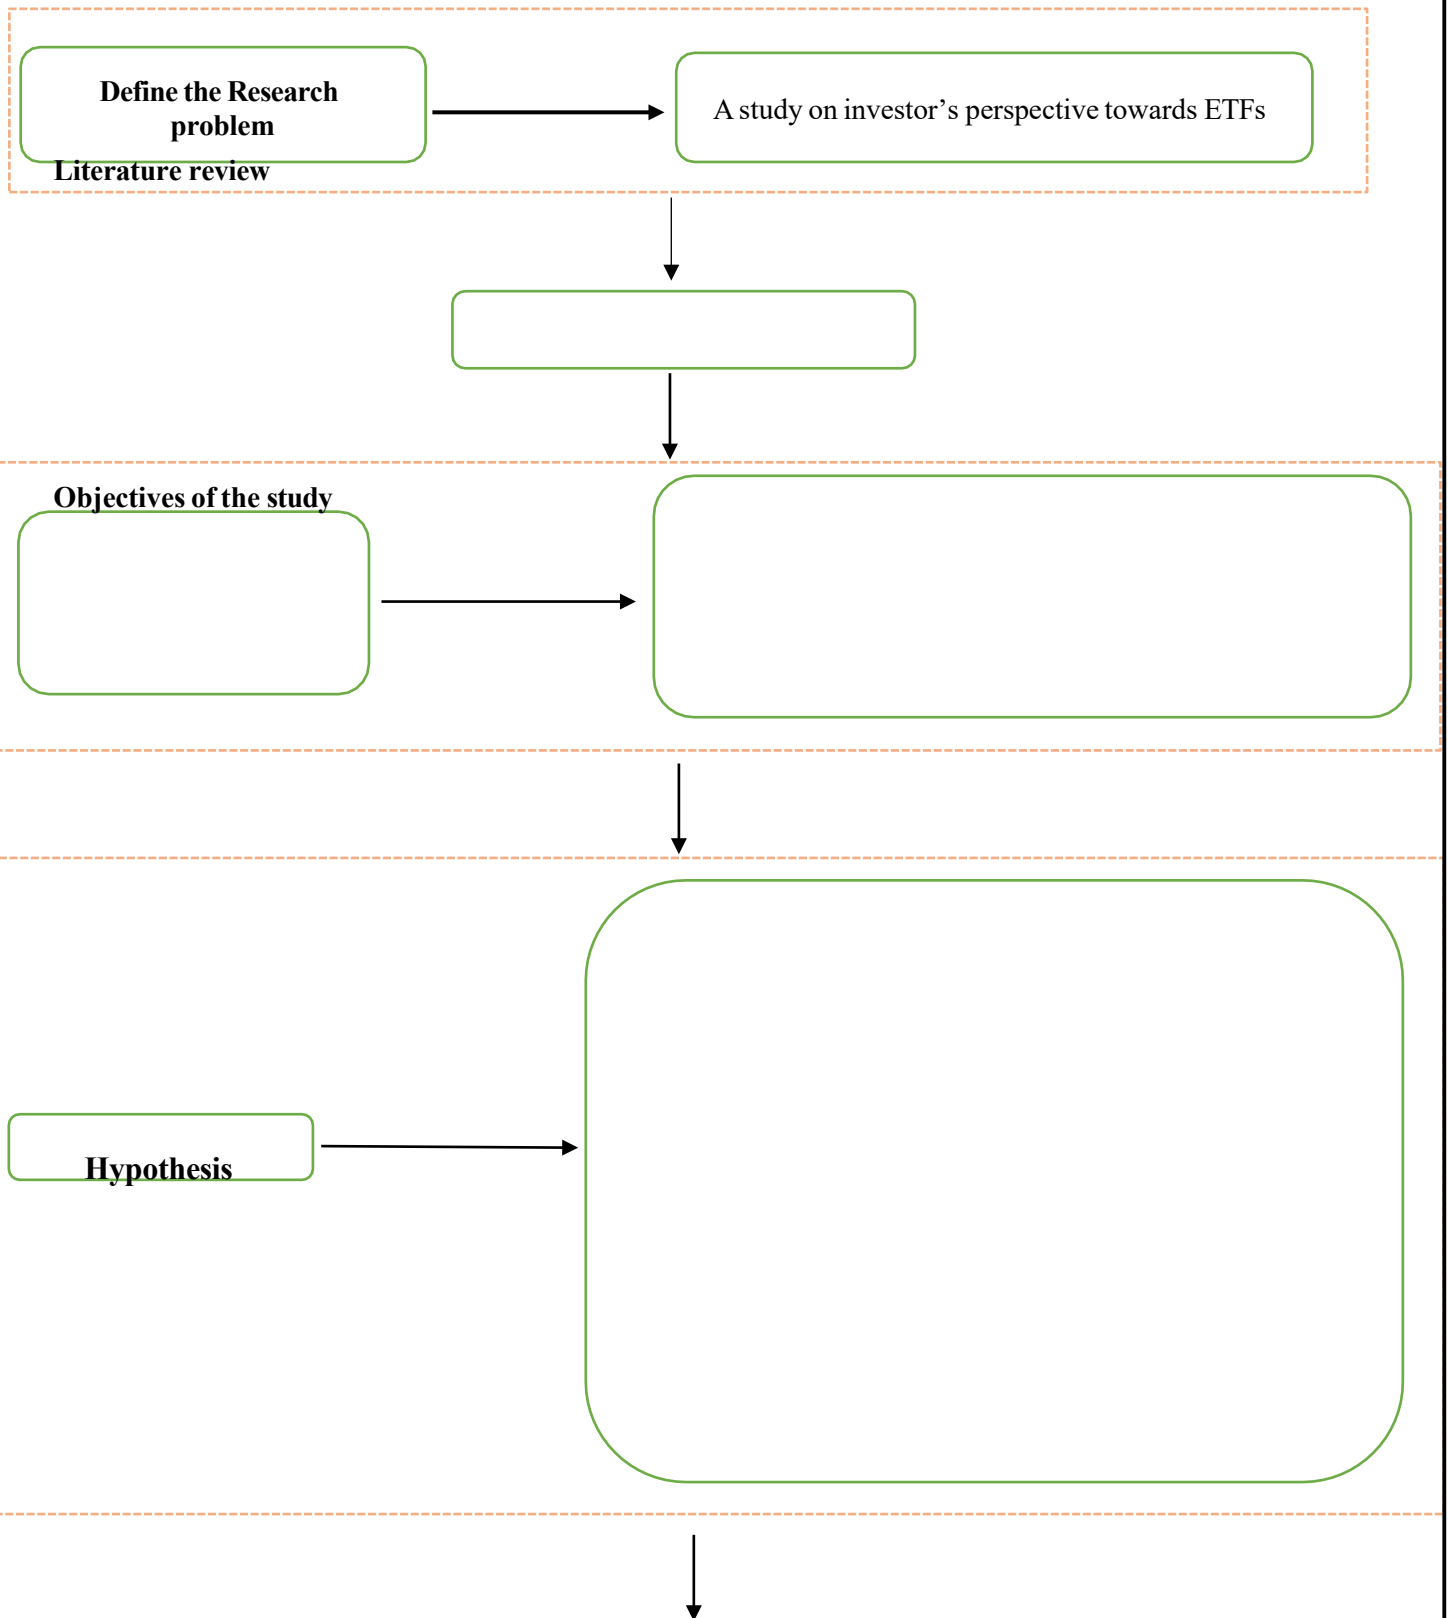 Define the Research
problem
A study on investor’s perspective towards ETFs
Literature review
Objectives of the study
Hypothesis